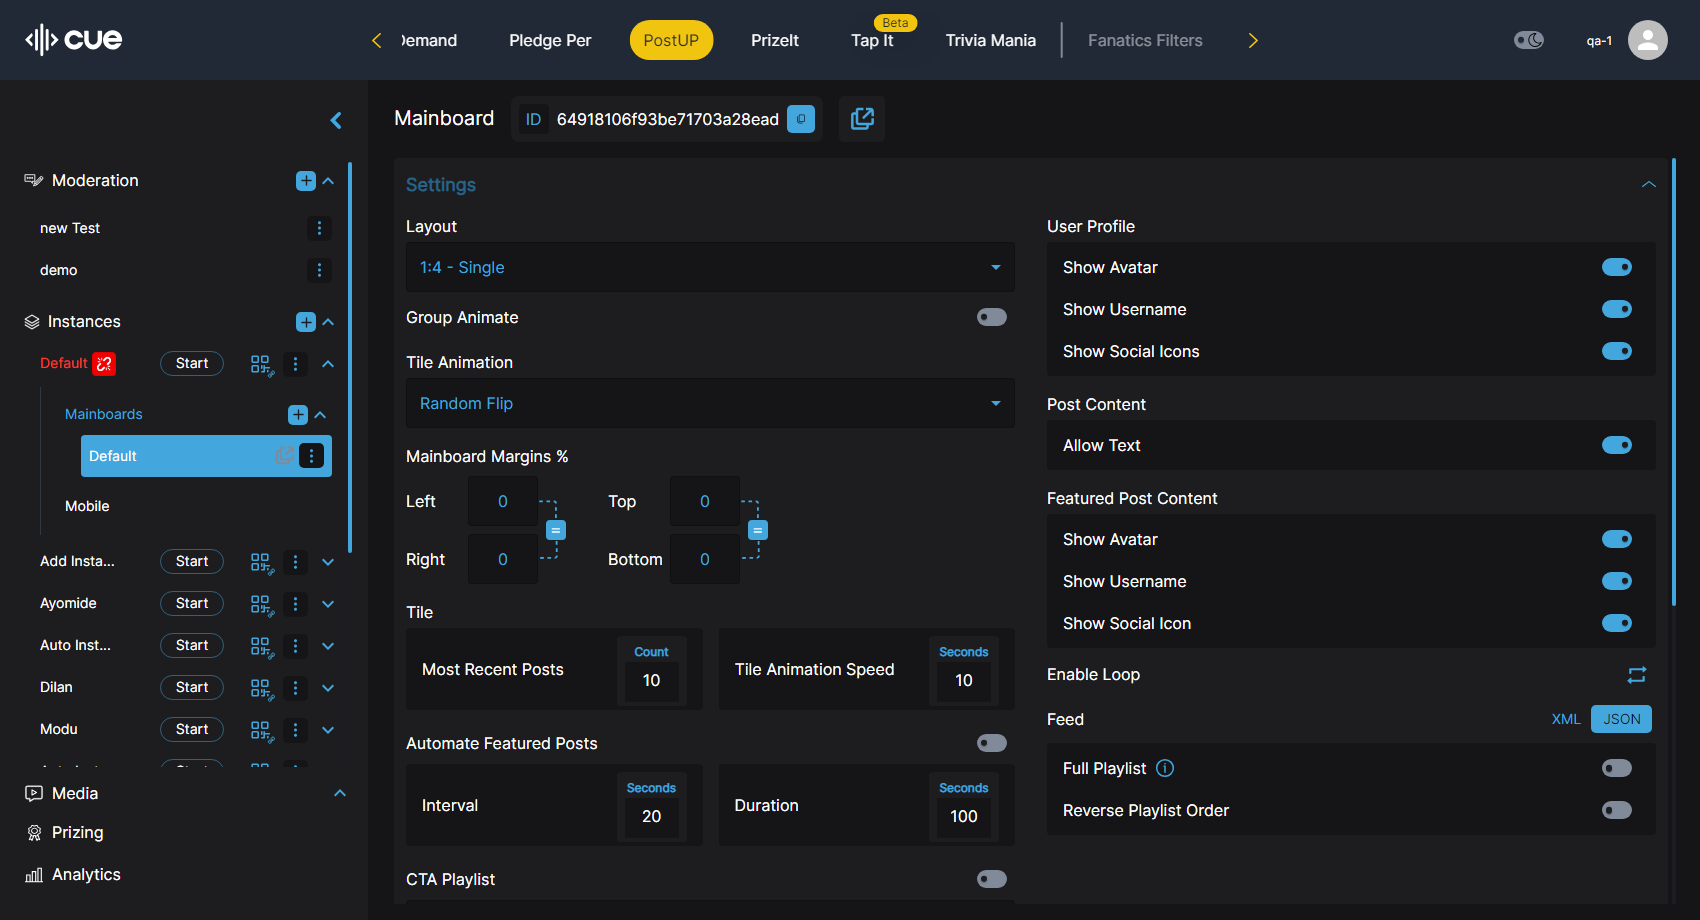 cue
Demand
Pledge Per
PostUP
PrizeIt
Beta
Tap It
Trivia Mania
Fanatics Filters
qa-1
Mainboard
ID
64918106f93be71703a28ead
Moderation
new Test
demo
Instances
Default
Start
Mainboards
Default
Mobile
Add Insta...
Start
Ayomide
Start
Auto Inst...
Start
Dilan
Start
Modu
Start
Media
Prizing
Analytics
Settings
Layout
1:4 - Single
Group Animate
Tile Animation
Random Flip
Mainboard Margins %
Left
0
Top
0
Right
0
Bottom
0
Tile
Most Recent Posts
Count
10
Tile Animation Speed
Seconds
10
Automate Featured Posts
Interval
Seconds
20
Duration
Seconds
100
CTA Playlist
User Profile
Show Avatar
Show Username
Show Social Icons
Post Content
Allow Text
Featured Post Content
Show Avatar
Show Username
Show Social Icon
Enable Loop
Feed
XML
JSON
Full Playlist
Reverse Playlist Order